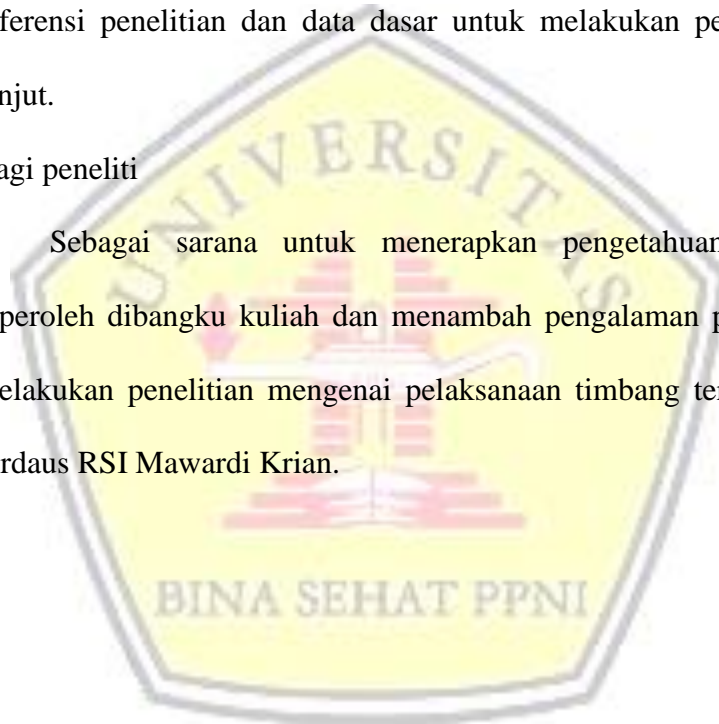 ferensi penelitian dan data dasar untuk melakukan pe
njut.
agi peneliti
Sebagai sarana untuk menerapkan pengetahuan
peroleh dibangku kuliah dan menambah pengalaman p
elakukan penelitian mengenai pelaksanaan timbang te
rdaus RSI Mawardi Krian.
UNIVERSITAS
BINA SEHAT PPNI